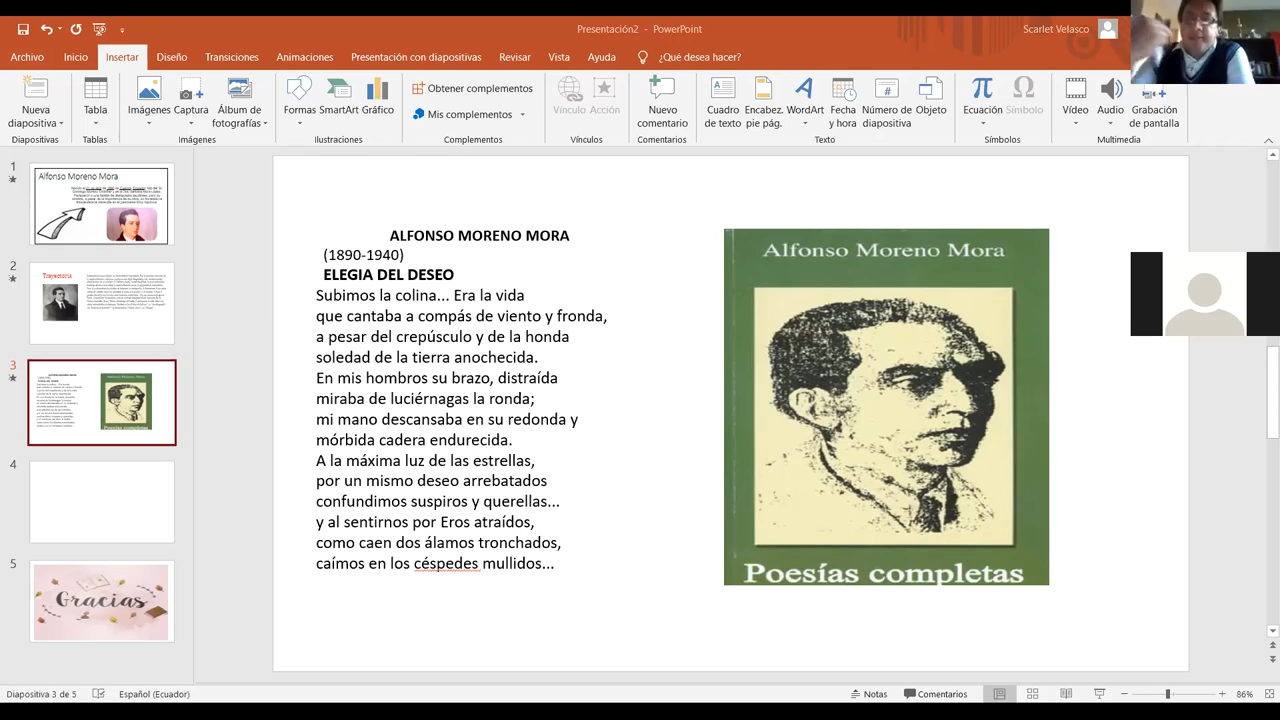 Presentación2 - PowerPoint
Scarlet Velasco
Archivo Inicio Insertar Diseño Transiciones Animaciones Presentación con diapositivas Revisar Vista Ayuda ¿Qué desea hacer?
Nueva diapositiva
Tabla
Imágenes
Captura
Álbum de fotografías
Formas
SmartArt
Gráfico
Obtener complementos
Mis complementos
Vínculo
Acción
Nuevo comentario
Cuadro de texto
Encabez. pie pág.
WordArt
Fecha y hora
Número de diapositiva
Objeto
Ecuación
Símbolo
Vídeo
Audio
Grabación de pantalla
Diapositivas Tablas Imágenes Ilustraciones Complementos Vínculos Comentarios Texto Símbolos Multimedia
1
Alfonso Moreno Mora
2
Trayectoria
3
Poesías completas
4
5
Gracias
ALFONSO MORENO MORA
(1890-1940)
ELEGIA DEL DESEO
Subimos la colina... Era la vida
que cantaba a compás de viento y fronda,
a pesar del crepúsculo y de la honda
soledad de la tierra anochecida.
En mis hombros su brazo, distraída
miraba de luciérnagas la ronda;
mi mano descansaba en su redonda y
mórbida cadera endurecida.
A la máxima luz de las estrellas,
por un mismo deseo arrebatados
confundimos suspiros y querellas...
y al sentirnos por Eros atraídos,
como caen dos álamos tronchados,
caímos en los céspedes mullidos...
Alfonso Moreno Mora
Poesías completas
Diapositiva 3 de 5
Español (Ecuador)
Notas
Comentarios
86%